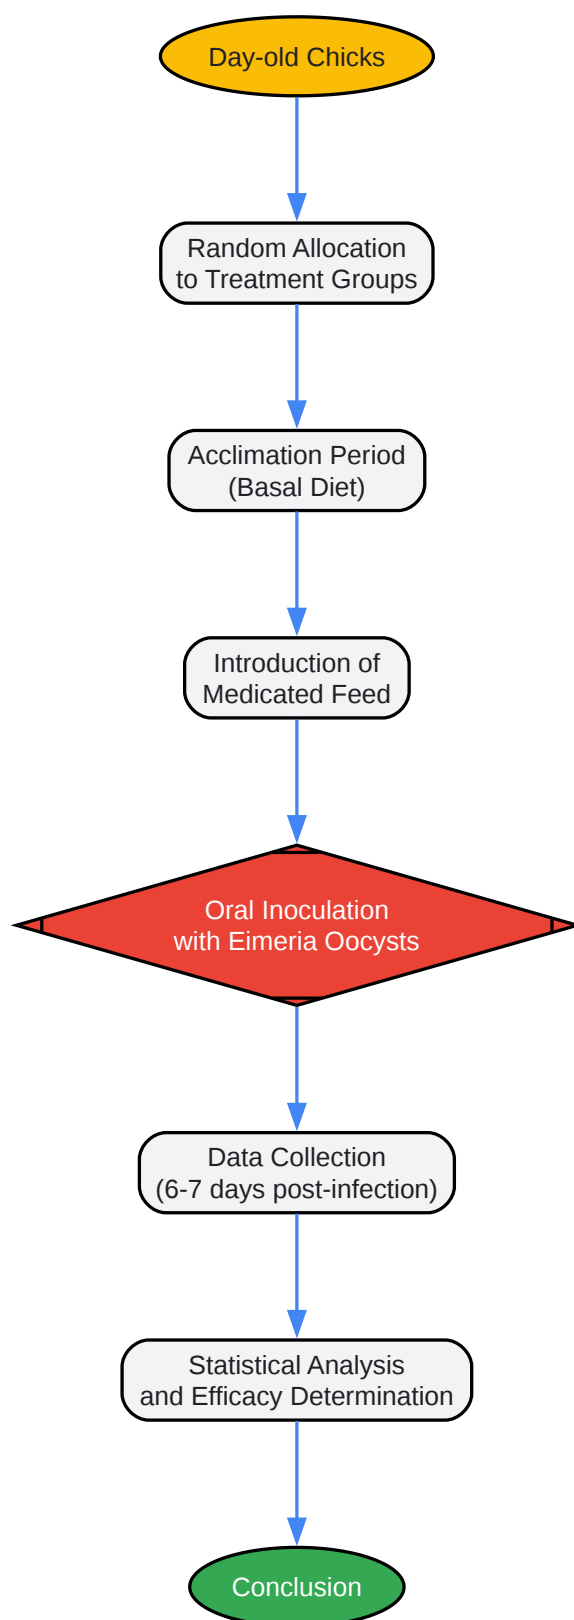 Day-old Chicks
Random Allocation
to Treatment Groups
Acclimation Period
(Basal Diet)
Introduction of
Medicated Feed
Oral Inoculation
with Eimeria Oocysts
Data Collection
(6-7 days post-infection)
Statistical Analysis
and Efficacy Determination
Conclusion